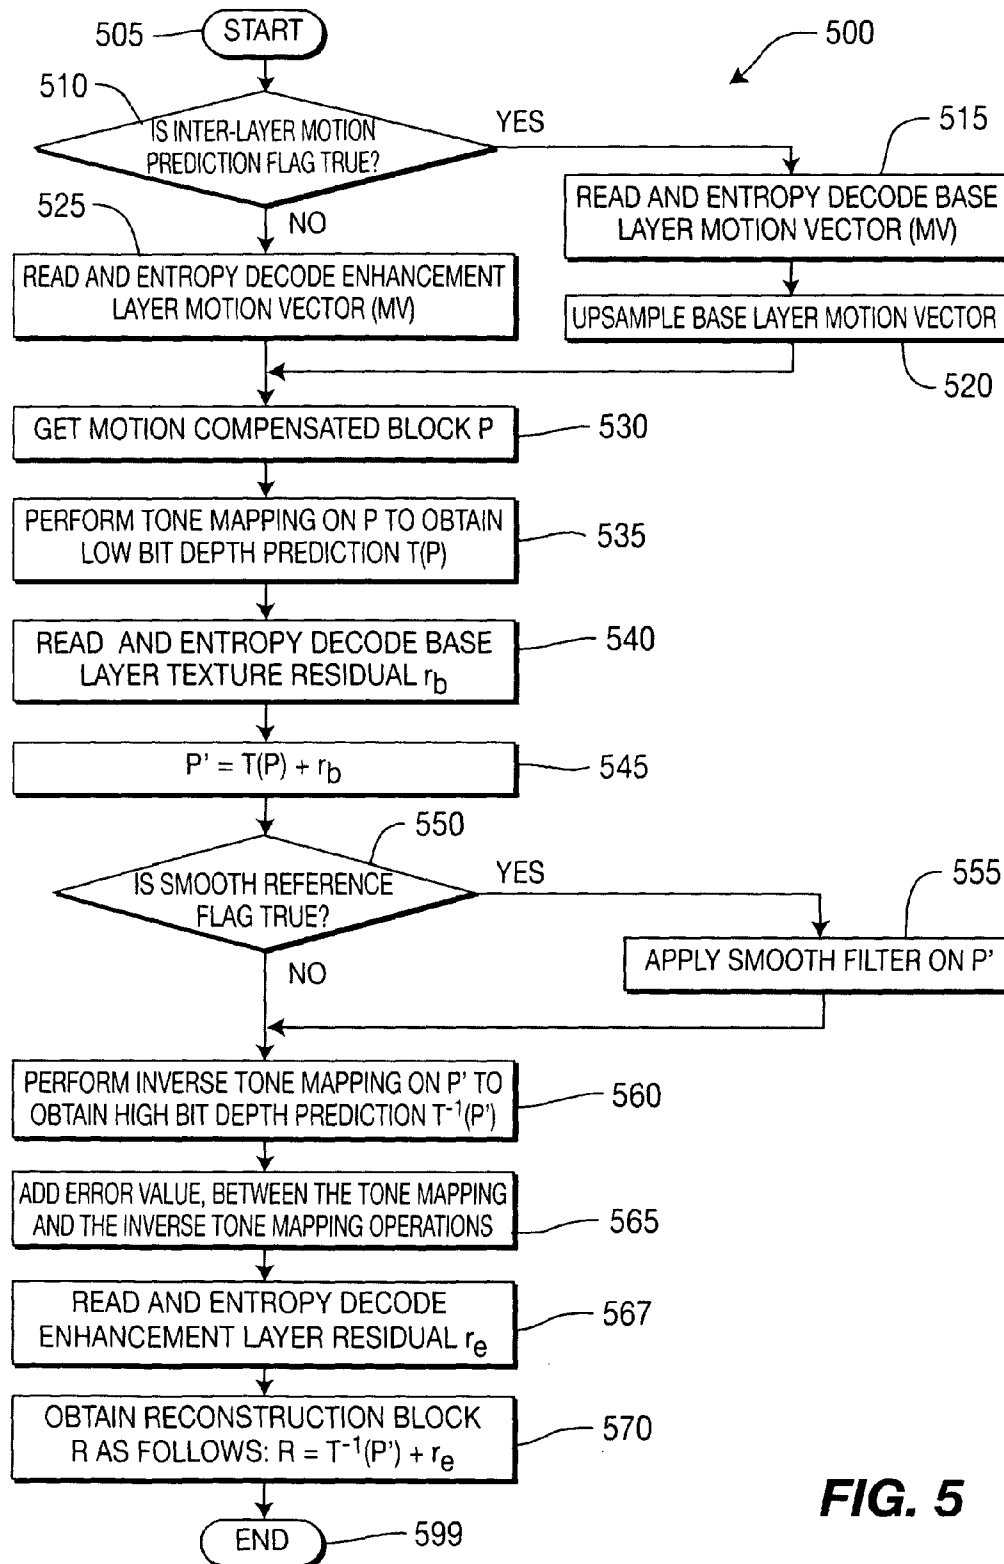 505
START
500
510
IS INTER-LAYER MOTION
PREDICTION FLAG TRUE?
YES
515
READ AND ENTROPY DECODE BASE
LAYER MOTION VECTOR (MV)
525
NO
READ AND ENTROPY DECODE ENHANCEMENT
LAYER MOTION VECTOR (MV)
UPSAMPLE BASE LAYER MOTION VECTOR
520
GET MOTION COMPENSATED BLOCK P
530
PERFORM TONE MAPPING ON P TO OBTAIN
LOW BIT DEPTH PREDICTION T(P)
535
READ AND ENTROPY DECODE BASE
LAYER TEXTURE RESIDUAL r_b
540
P' = T(P) + r_b
545
550
IS SMOOTH REFERENCE
FLAG TRUE?
YES
555
APPLY SMOOTH FILTER ON P'
NO
PERFORM INVERSE TONE MAPPING ON P' TO
OBTAIN HIGH BIT DEPTH PREDICTION T⁻¹(P')
560
ADD ERROR VALUE, BETWEEN THE TONE MAPPING
AND THE INVERSE TONE MAPPING OPERATIONS
565
READ AND ENTROPY DECODE
ENHANCEMENT LAYER RESIDUAL rₑ
567
OBTAIN RECONSTRUCTION BLOCK
R AS FOLLOWS: R = T⁻¹(P') + rₑ
570
END
599
FIG. 5